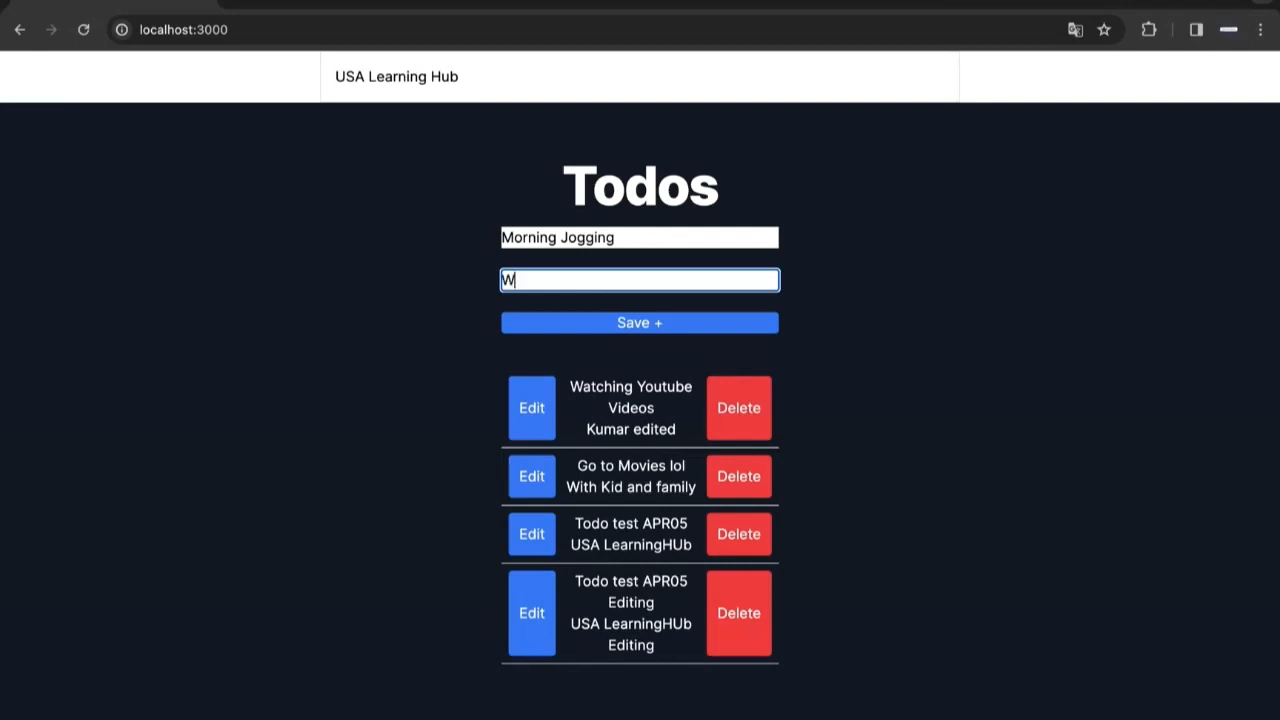 localhost:3000
USA Learning Hub
Todos
Morning Jogging
W
Save +
Edit
Watching Youtube
Videos
Kumar edited
Delete
Edit
Go to Movies lol
With Kid and family
Delete
Edit
Todo test APR05
USA LearningHUb
Delete
Edit
Todo test APR05
Editing
USA LearningHUb
Editing
Delete